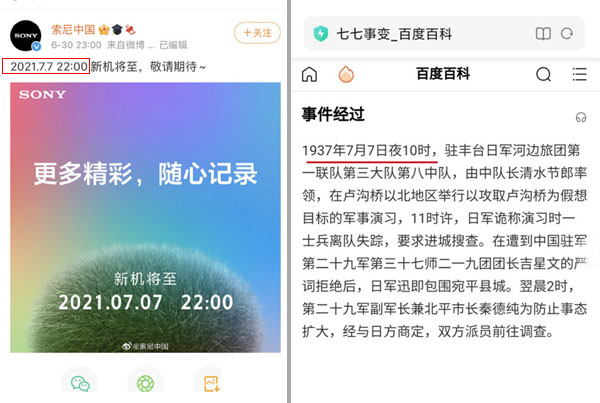 SONY
索尼中国
+关注
6-30 23:00 来自微博 … 已编辑
2021.7.7 22:00 新机将至，敬请期待～
SONY
更多精彩，随心记录
新机将至
2021.07.07 22:00
@索尼中国
七七事变_百度百科
百度百科
事件经过
1937年7月7日夜10时，驻丰台日军河边旅团第
一联队第三大队第八中队，由中队长清水节郎率
领，在卢沟桥以北地区举行以攻取卢沟桥为假想
目标的军事演习，11时许，日军诡称演习时一
士兵离队失踪，要求进城搜查。在遭到中国驻军
第二十九军第三十七师二一九团团长吉星文的严
词拒绝后，日军迅即包围宛平县城。翌晨2时，
第二十九军副军长兼北平市长秦德纯为防止事态
扩大，经与日方商定，双方派员前往调查。